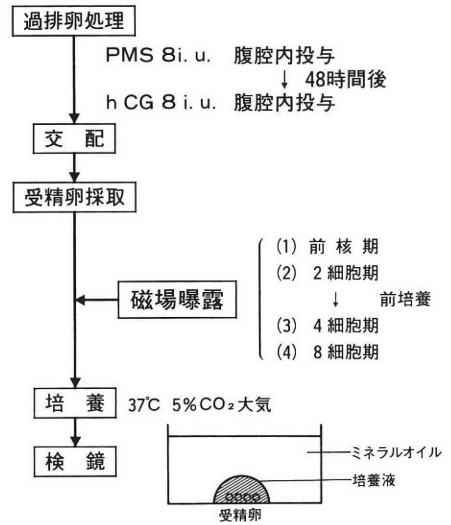 過排卵処理
PMS 8i. u. 腹腔内投与
↓ 48時間後
hCG 8 i. u. 腹腔内投与
交 配
受精卵採取
(1) 前 核 期
(2) 2 細胞期
↓ 前培養
(3) 4 細胞期
(4) 8 細胞期
磁場曝露
培 養 37℃ 5%CO₂大気
検 鏡
ミネラルオイル
培養液
受精卵